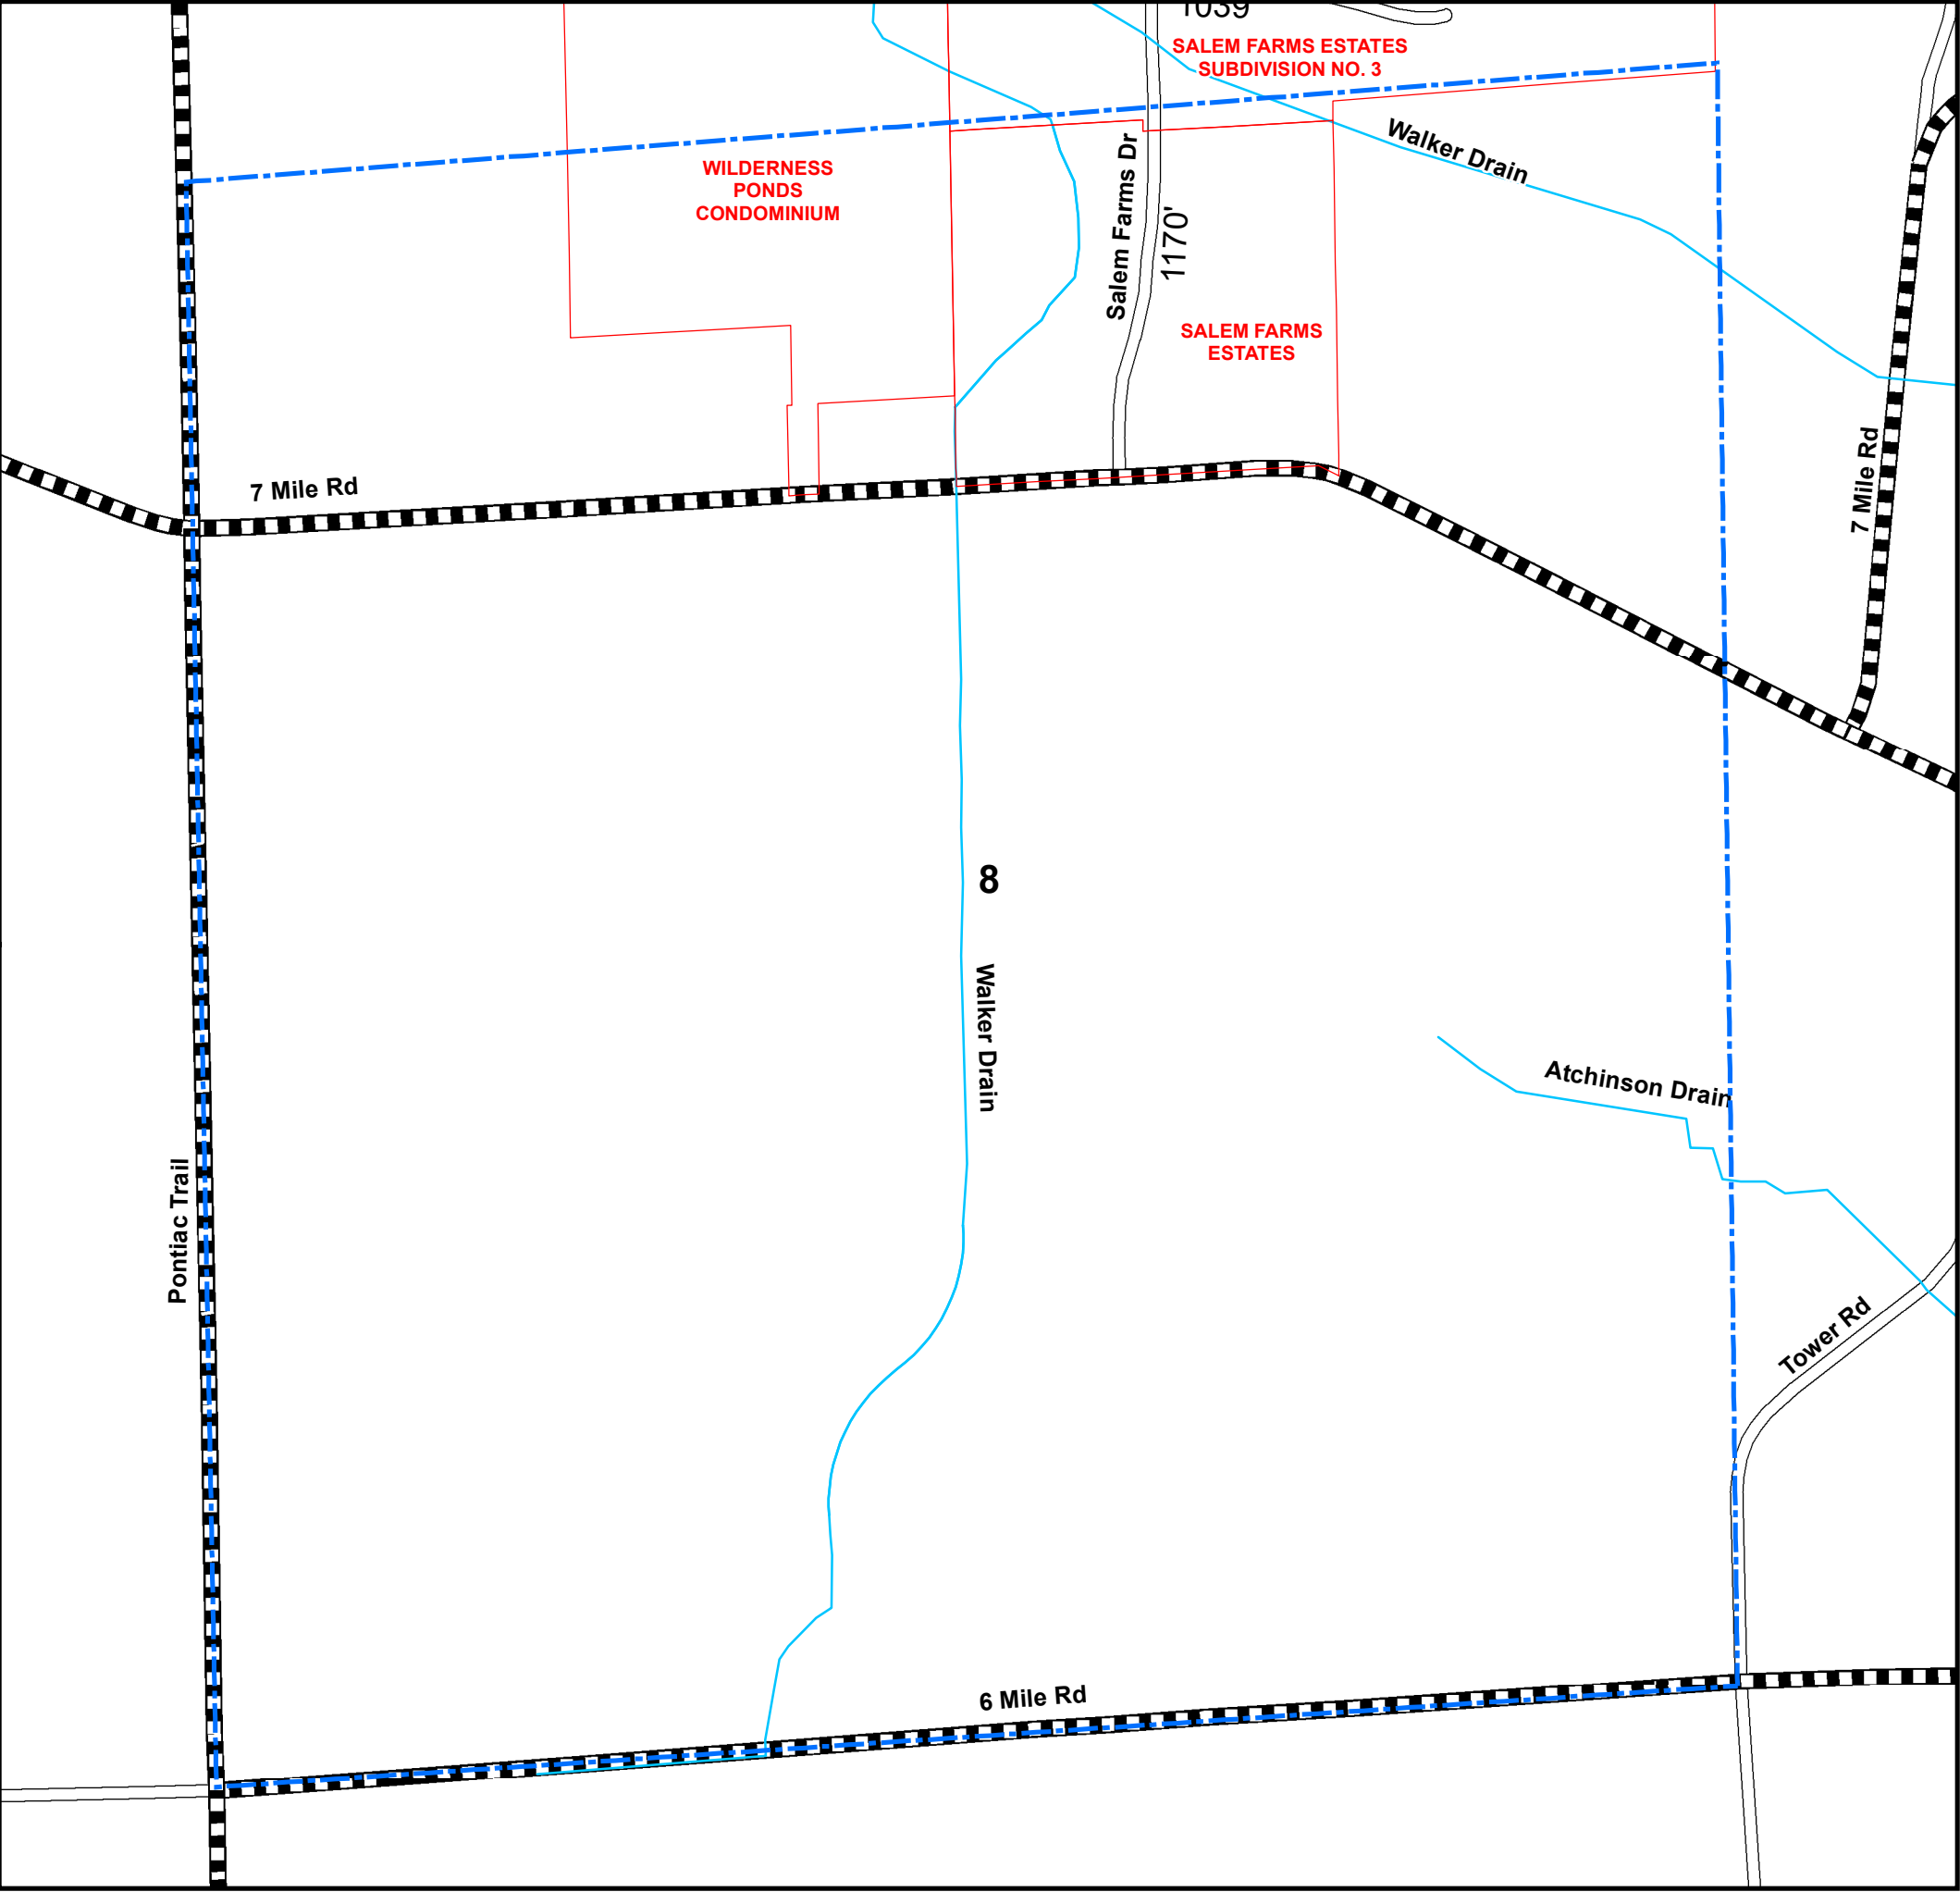 1039
SALEM FARMS ESTATES
SUBDIVISION NO. 3
Walker Drain
WILDERNESS
PONDS
CONDOMINIUM
Salem Farms Dr
1170'
SALEM FARMS
ESTATES
7 Mile Rd
7 Mile Rd
8
Walker Drain
Atchinson Drain
Pontiac Trail
Tower Rd
6 Mile Rd